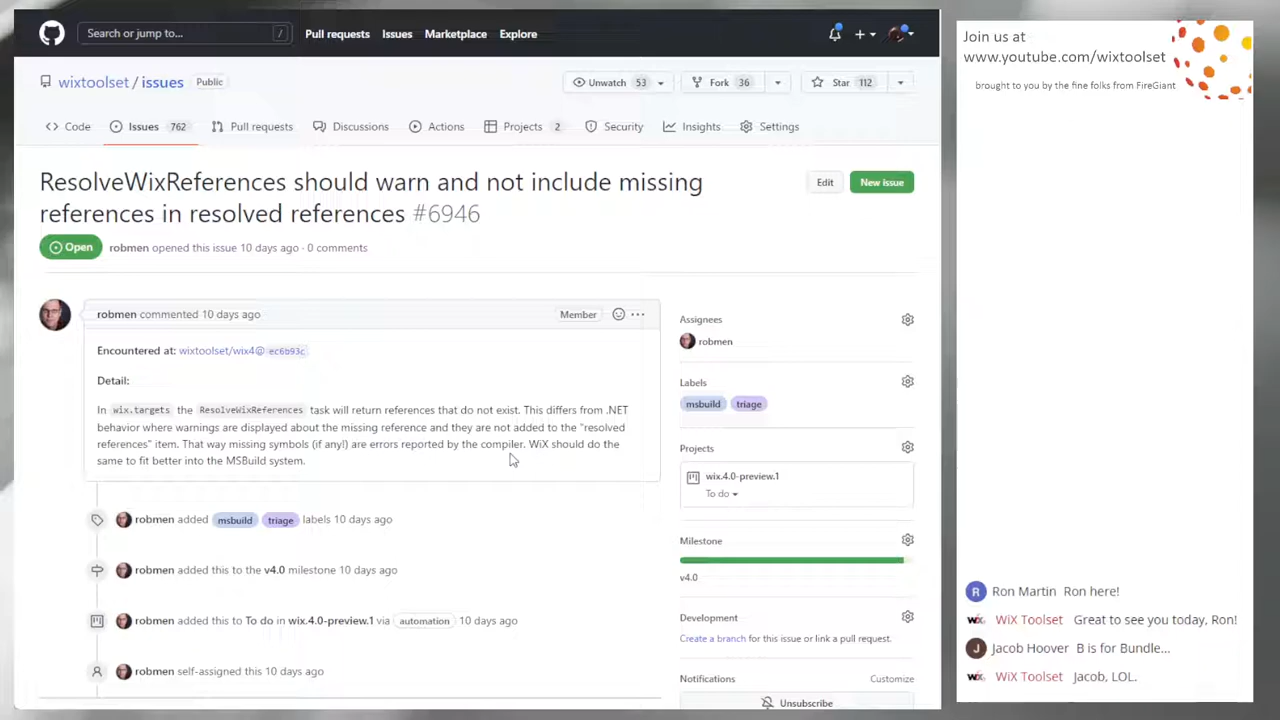 Search or jump to...
/
Pull requests
Issues
Marketplace
Explore
wixtoolset / issues
Public
Unwatch 53
Fork 36
Star 112
Code
Issues 762
Pull requests
Discussions
Actions
Projects 2
Security
Insights
Settings
ResolveWixReferences should warn and not include missing
references in resolved references #6946
Edit
New issue
Open
robmen opened this issue 10 days ago · 0 comments
robmen commented 10 days ago
Member
Encountered at: wixtoolset/wix4@ec6b93c
Detail:
In wix.targets the ResolveWixReferences task will return references that do not exist. This differs from .NET
behavior where warnings are displayed about the missing reference and they are not added to the "resolved
references" item. That way missing symbols (if any!) are errors reported by the compiler. WiX should do the
same to fit better into the MSBuild system.
robmen added msbuild triage labels 10 days ago
robmen added this to the v4.0 milestone 10 days ago
robmen added this to To do in wix.4.0-preview.1 via automation 10 days ago
robmen self-assigned this 10 days ago
Assignees
robmen
Labels
msbuild triage
Projects
wix.4.0-preview.1
To do
Milestone
v4.0
Development
Create a branch for this issue or link a pull request.
Notifications
Customize
Unsubscribe
Join us at
www.youtube.com/wixtoolset
brought to you by the fine folks from FireGiant
R Ron Martin Ron here!
wix WiX Toolset Great to see you today, Ron!
J Jacob Hoover B is for Bundle...
wix WiX Toolset Jacob, LOL.